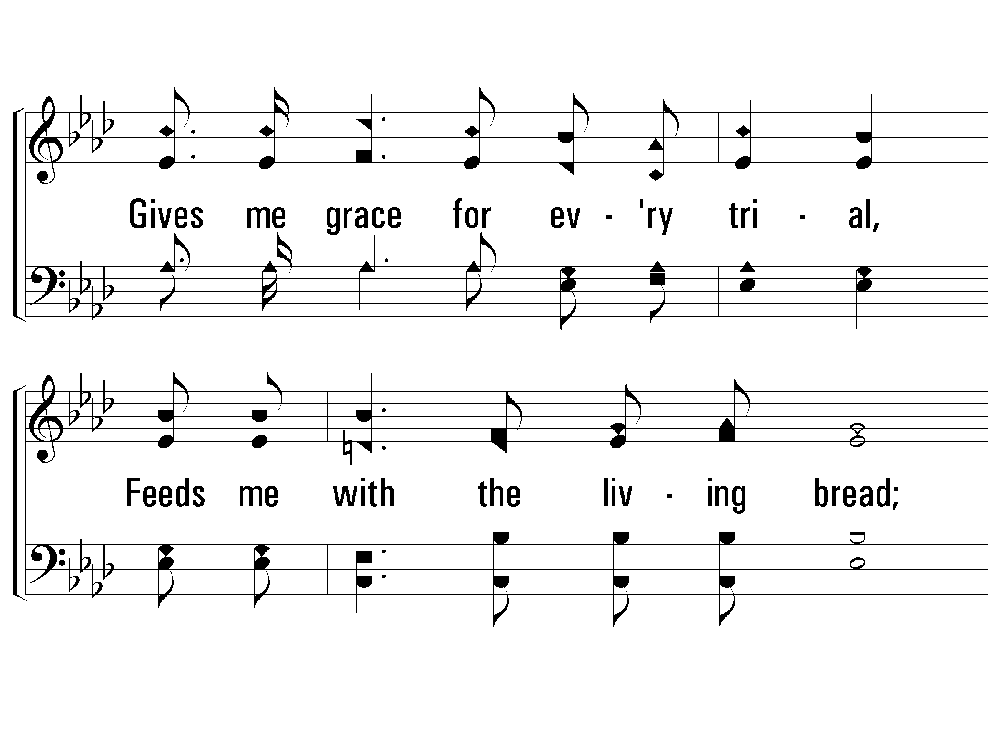 Gives me grace for ev - 'ry tri - al,
Feeds me with the liv - ing bread;